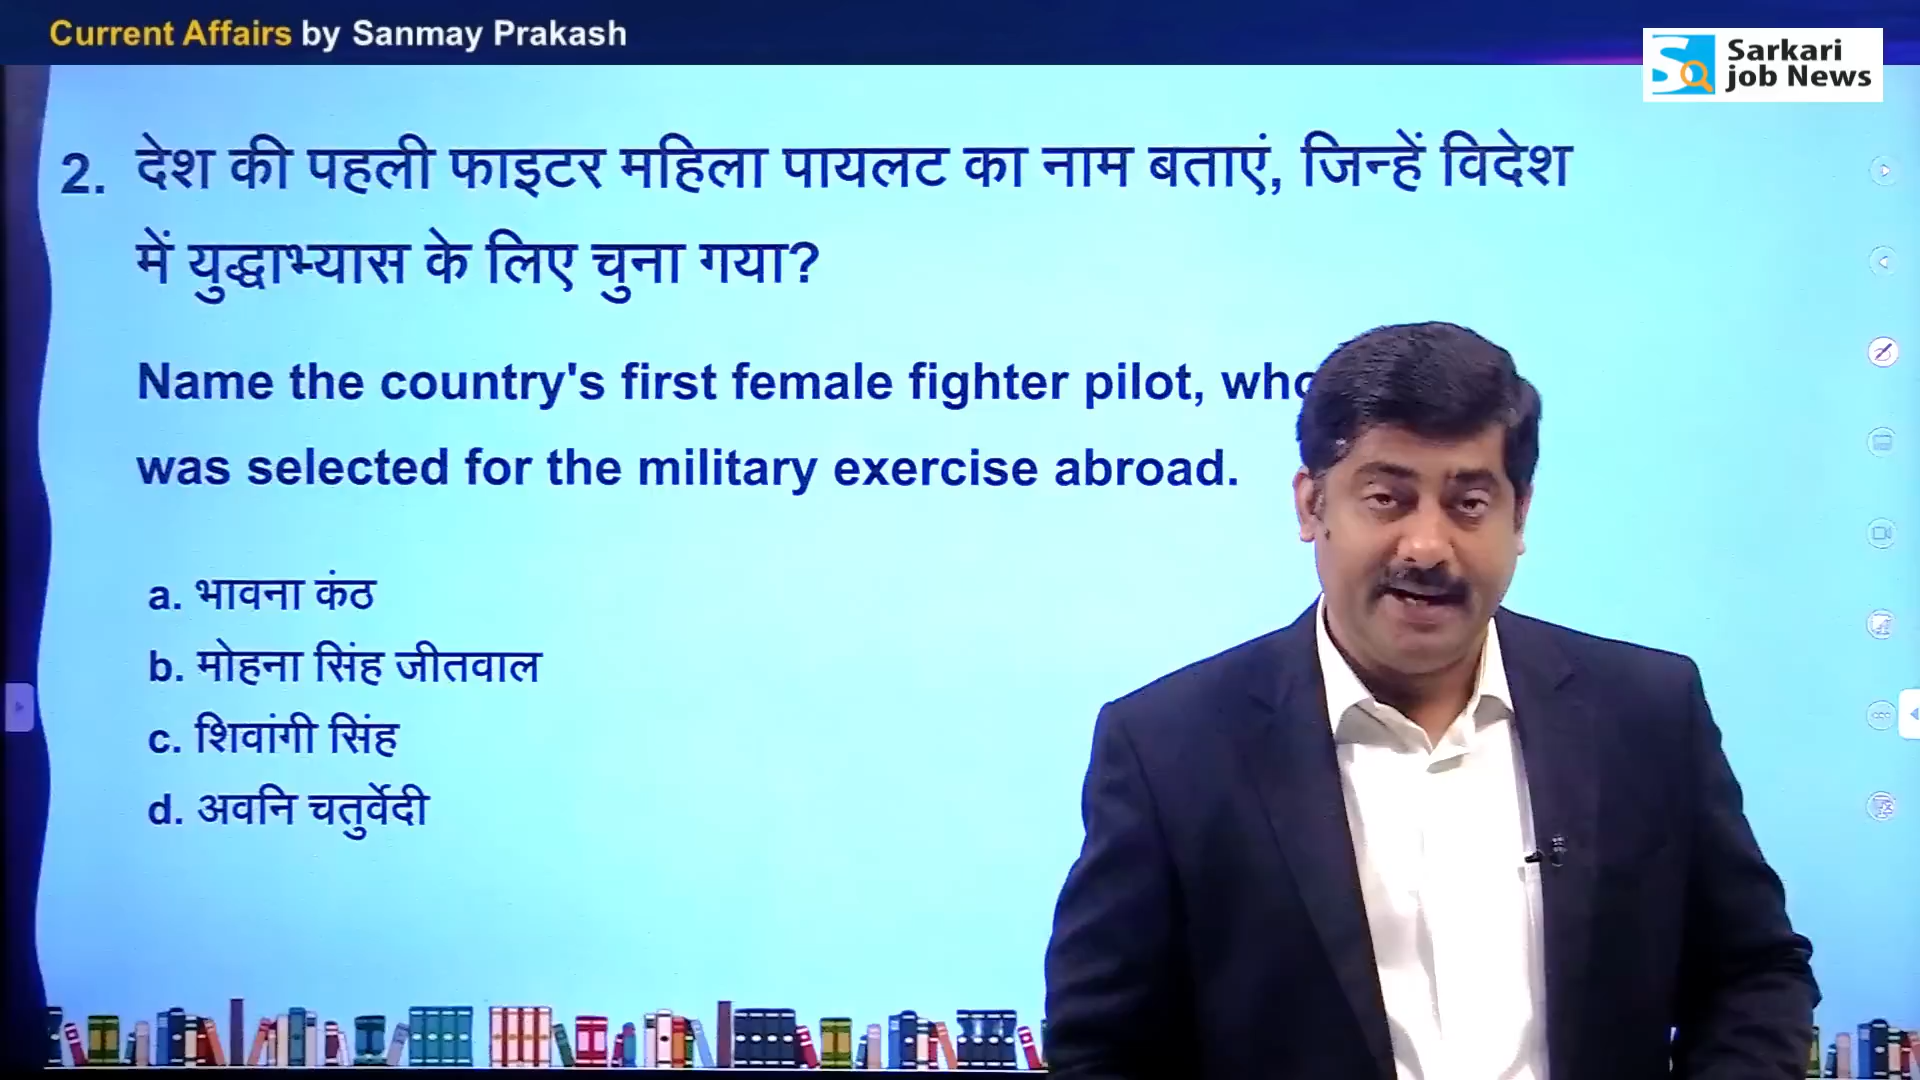 Current Affairs by Sanmay Prakash
Sarkari
job News
2. देश की पहली फाइटर महिला पायलट का नाम बताएं, जिन्हें विदेश
में युद्धाभ्यास के लिए चुना गया?
Name the country's first female fighter pilot, who
was selected for the military exercise abroad.
a. भावना कंठ
b. मोहना सिंह जीतवाल
c. शिवांगी सिंह
d. अवनि चतुर्वेदी